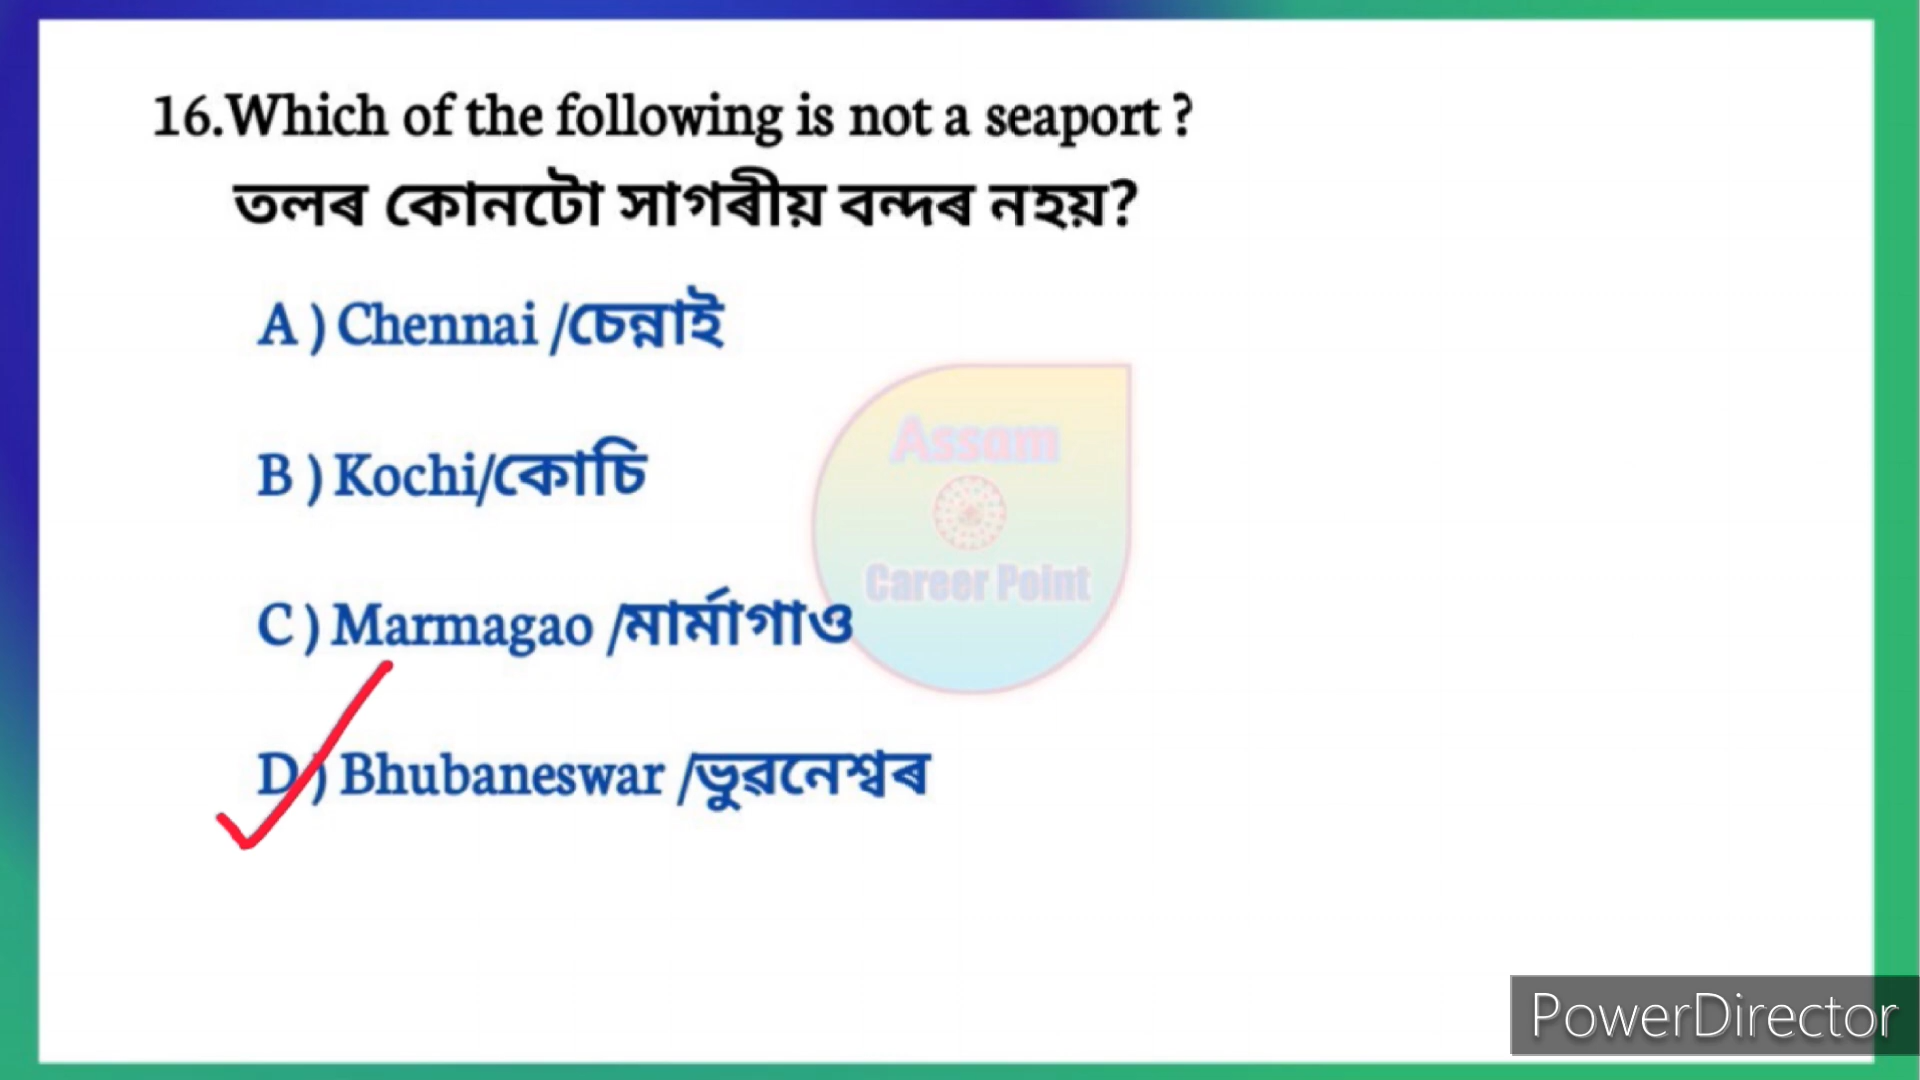 16.Which of the following is not a seaport ?
তলৰ কোনটো সাগৰীয় বন্দৰ নহয়?
A ) Chennai /চেন্নাই
B ) Kochi/কোচি
C ) Marmagao /মাৰ্মাগাও
D ) Bhubaneswar /ভুৱনেশ্বৰ
Assam
Career Point
PowerDirector